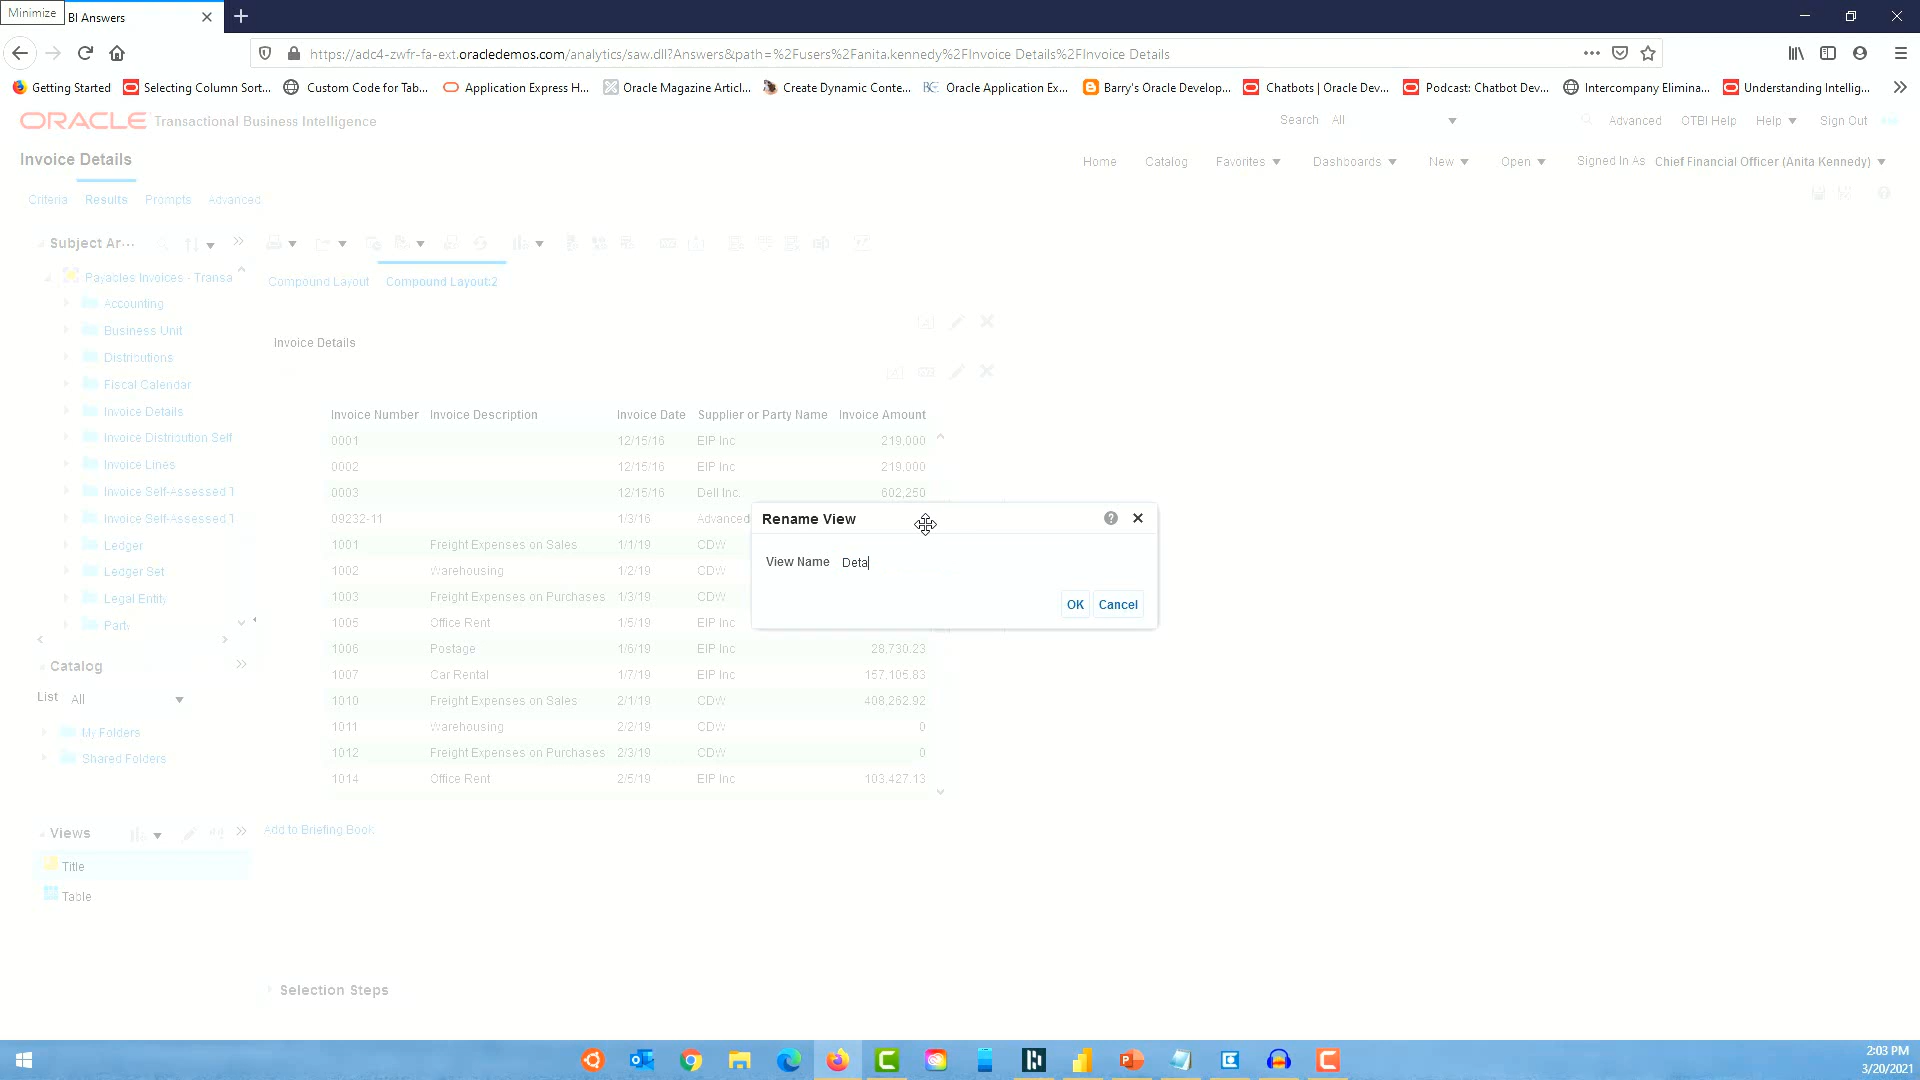 Minimize
BI Answers
https://adc4-zwfr-fa-ext.oracledemos.com/analytics/saw.dll?Answers&path=%2Fusers%2Fanita.kennedy%2FInvoice Details%2FInvoice Details
Getting Started
Selecting Column Sort...
Custom Code for Tab...
Application Express H...
Oracle Magazine Articl...
Create Dynamic Conte...
Oracle Application Ex...
Barry's Oracle Develop...
Chatbots | Oracle Dev...
Podcast: Chatbot Dev...
Intercompany Elimina...
Understanding Intellig...
ORACLE Transactional Business Intelligence
Search All
Advanced OTBI Help Help Sign Out
Invoice Details
Home Catalog Favorites Dashboards New Open Signed In As Chief Financial Officer (Anita Kennedy)
Criteria Results Prompts Advanced
Subject Ar...
Payables Invoices - Transa
Accounting
Business Unit
Distributions
Fiscal Calendar
Invoice Details
Invoice Distribution Self
Invoice Lines
Invoice Self-Assessed T
Invoice Self-Assessed T
Ledger
Ledger Set
Legal Entity
Party
Catalog
List All
My Folders
Shared Folders
Views
Title
Table
Compound Layout Compound Layout:2
Invoice Details
Invoice Number Invoice Description Invoice Date Supplier or Party Name Invoice Amount
0001 12/15/16 EIP Inc 219,000
0002 12/15/16 EIP Inc 219,000
0003 12/15/16 Dell Inc. 602,250
09232-11 1/3/16 Advanced
1001 Freight Expenses on Sales 1/1/19 CDW
1002 Warehousing 1/2/19 CDW
1003 Freight Expenses on Purchases 1/3/19 CDW
1005 Office Rent 1/5/19 EIP Inc
1006 Postage 1/6/19 EIP Inc 28,730.23
1007 Car Rental 1/7/19 EIP Inc 157,105.83
1010 Freight Expenses on Sales 2/1/19 CDW 408,262.92
1011 Warehousing 2/2/19 CDW 0
1012 Freight Expenses on Purchases 2/3/19 CDW 0
1014 Office Rent 2/5/19 EIP Inc 103,427.13
Add to Briefing Book
Selection Steps
Rename View
View Name Deta
OK Cancel
2:03 PM
3/20/2021